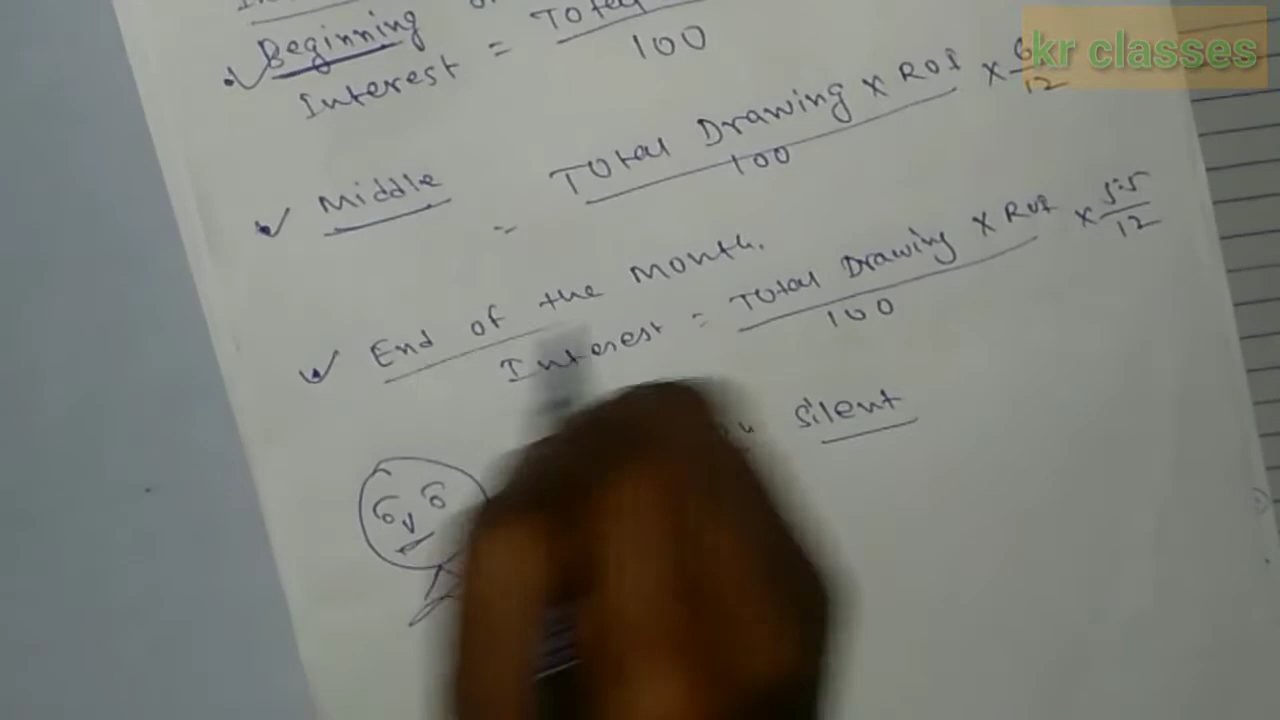 kr classes
Beginning
Interest = Total
100
Middle = Total Drawing x ROI x 6/12
100
End of the Month.
Interest = Total Drawing x ROI x 5.5/12
100
silent